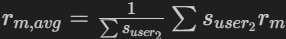 $r_{m,avg} = \frac{1}{\sum s_{user_2}} \sum s_{user_2} r_m$